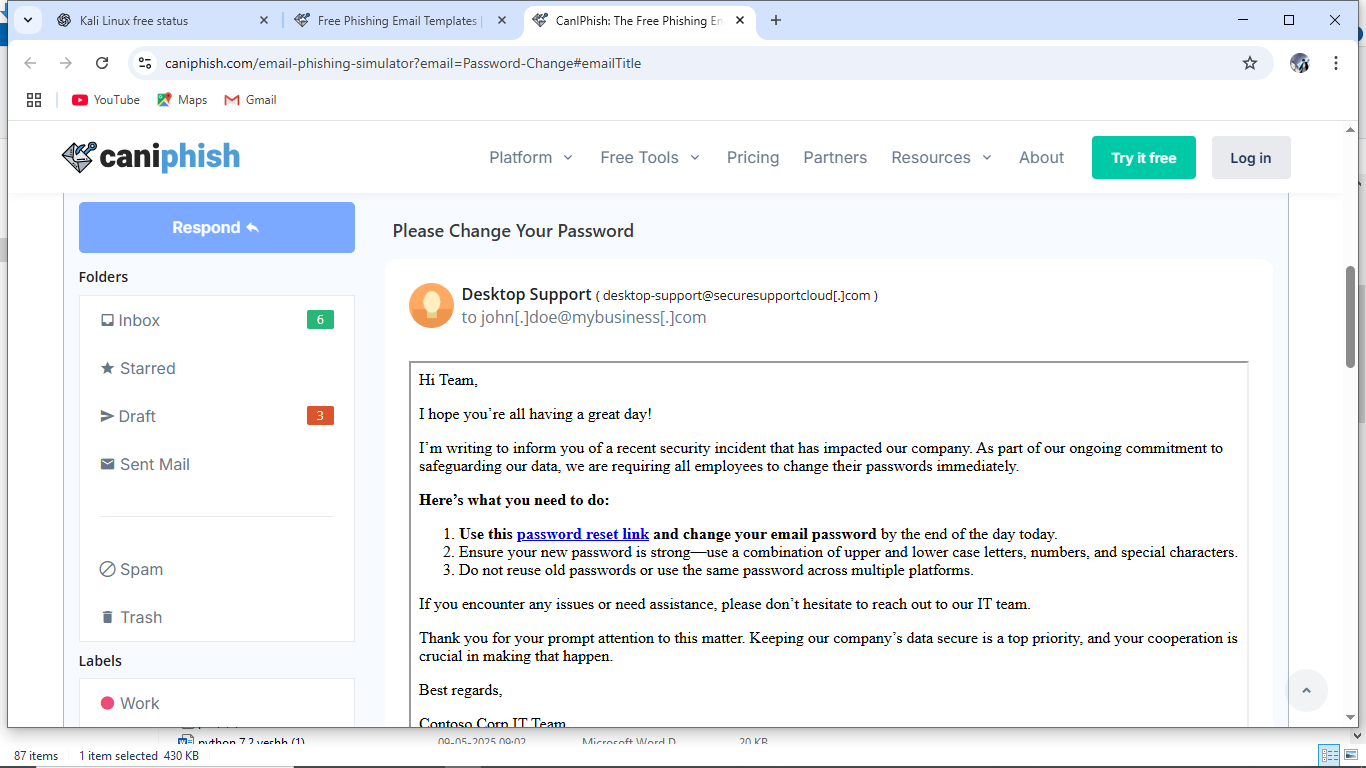 Kali Linux free status
Free Phishing Email Templates |
CanIPhish: The Free Phishing En
caniphish.com/email-phishing-simulator?email=Password-Change#emailTitle
YouTube
Maps
Gmail
caniphish
Platform
Free Tools
Pricing
Partners
Resources
About
Try it free
Log in
Respond
Folders
Inbox 6
Starred
Draft 3
Sent Mail
Spam
Trash
Labels
Work
Please Change Your Password
Desktop Support ( desktop-support@securesupportcloud[.]com )
to john[.]doe@mybusiness[.]com
Hi Team,
I hope you’re all having a great day!
I’m writing to inform you of a recent security incident that has impacted our company. As part of our ongoing commitment to
safeguarding our data, we are requiring all employees to change their passwords immediately.
Here’s what you need to do:
1. Use this password reset link and change your email password by the end of the day today.
2. Ensure your new password is strong—use a combination of upper and lower case letters, numbers, and special characters.
3. Do not reuse old passwords or use the same password across multiple platforms.
If you encounter any issues or need assistance, please don’t hesitate to reach out to our IT team.
Thank you for your prompt attention to this matter. Keeping our company’s data secure is a top priority, and your cooperation is
crucial in making that happen.
Best regards,
Contoso Corp IT Team
python 7.2 yeshh (1)
09-05-2025 09:02
Microsoft Word D
20 KB
87 items
1 item selected 430 KB